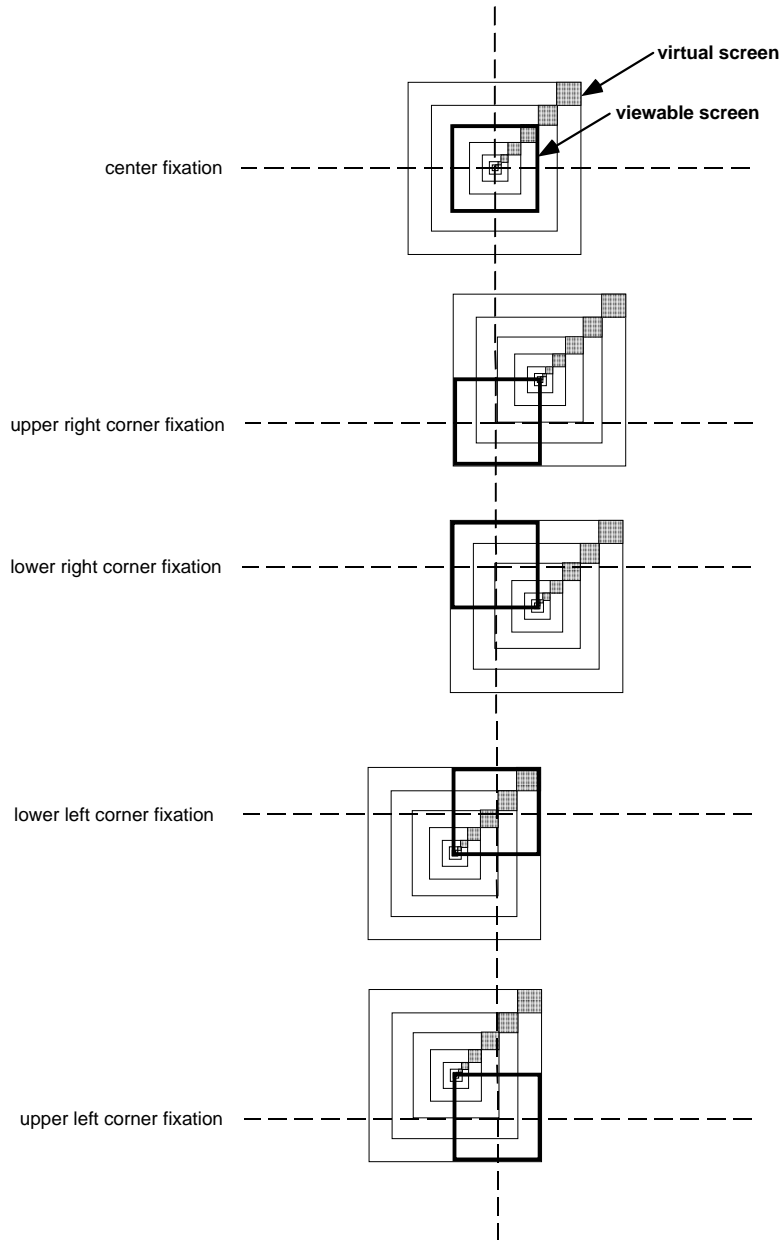 virtual screen
viewable screen
center fixation
upper right corner fixation
lower right corner fixation
lower left corner fixation
upper left corner fixation